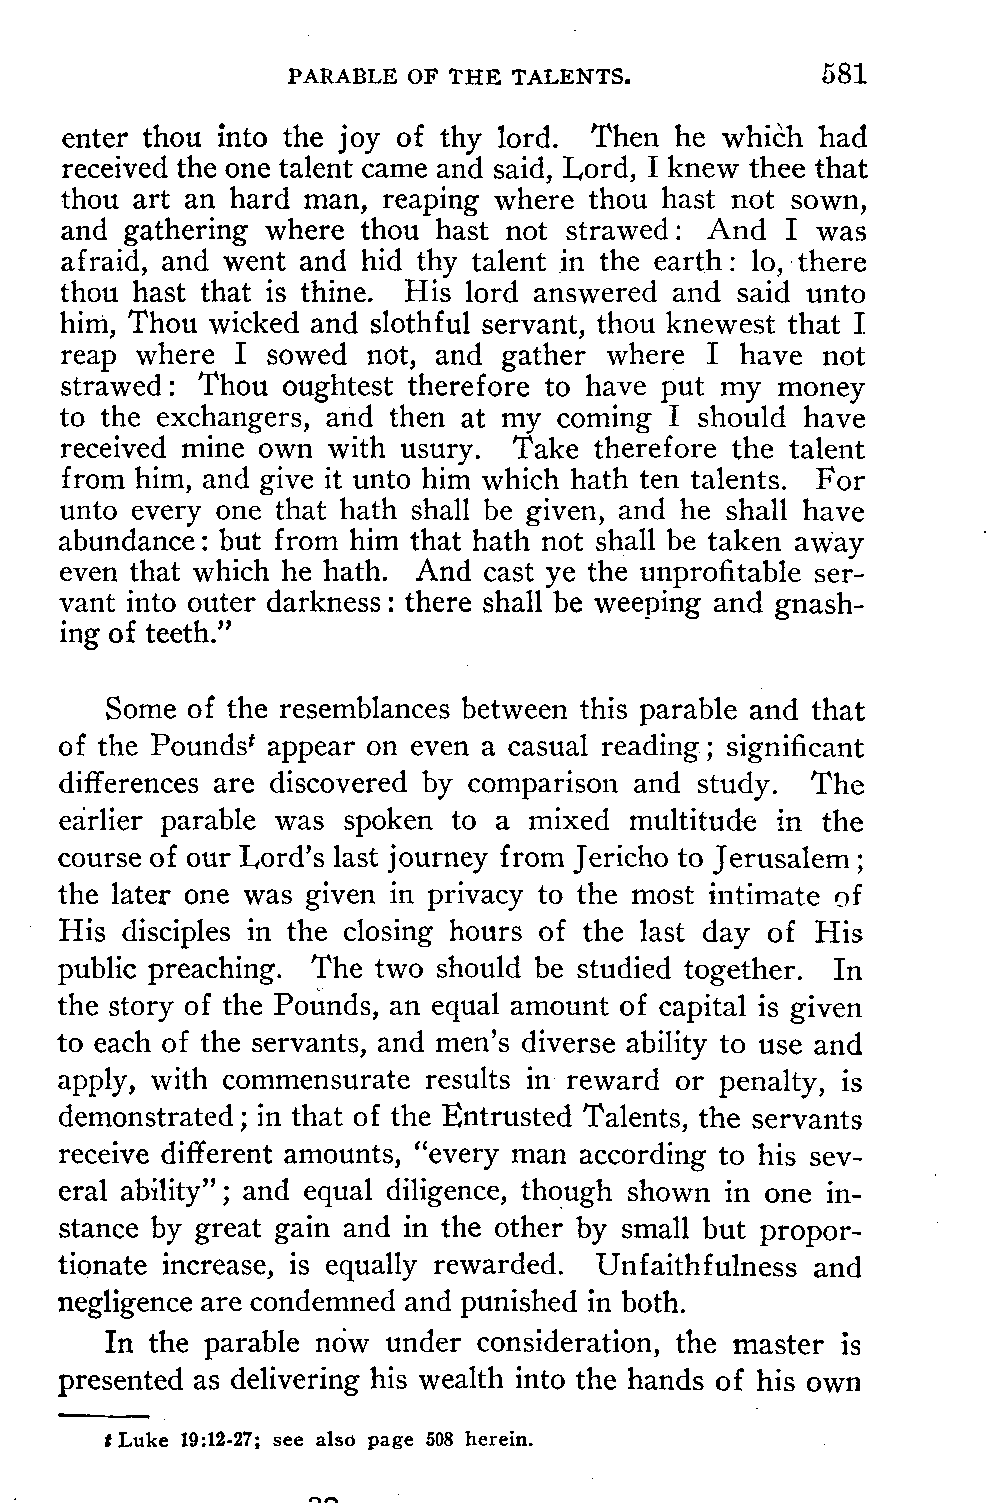 PARABLE OF THE TALENTS. 581
enter thou into the joy of thy lord. Then he which had
received the one talent came and said, Lord, I knew thee that
thou art an hard man, reaping where thou hast not sown,
and gathering where thou hast not strawed: And I was
afraid, and went and hid thy talent in the earth: lo, there
thou hast that is thine. His lord answered and said unto
him, Thou wicked and slothful servant, thou knewest that I
reap where I sowed not, and gather where I have not
strawed: Thou oughtest therefore to have put my money
to the exchangers, and then at my coming I should have
received mine own with usury. Take therefore the talent
from him, and give it unto him which hath ten talents. For
unto every one that hath shall be given, and he shall have
abundance: but from him that hath not shall be taken away
even that which he hath. And cast ye the unprofitable ser-
vant into outer darkness: there shall be weeping and gnash-
ing of teeth."
Some of the resemblances between this parable and that
of the Pounds<sup>t</sup> appear on even a casual reading; significant
differences are discovered by comparison and study. The
earlier parable was spoken to a mixed multitude in the
course of our Lord's last journey from Jericho to Jerusalem;
the later one was given in privacy to the most intimate of
His disciples in the closing hours of the last day of His
public preaching. The two should be studied together. In
the story of the Pounds, an equal amount of capital is given
to each of the servants, and men's diverse ability to use and
apply, with commensurate results in reward or penalty, is
demonstrated; in that of the Entrusted Talents, the servants
receive different amounts, "every man according to his sev-
eral ability"; and equal diligence, though shown in one in-
stance by great gain and in the other by small but propor-
tionate increase, is equally rewarded. Unfaithfulness and
negligence are condemned and punished in both.
In the parable now under consideration, the master is
presented as delivering his wealth into the hands of his own
t Luke 19:12-27; see also page 508 herein.